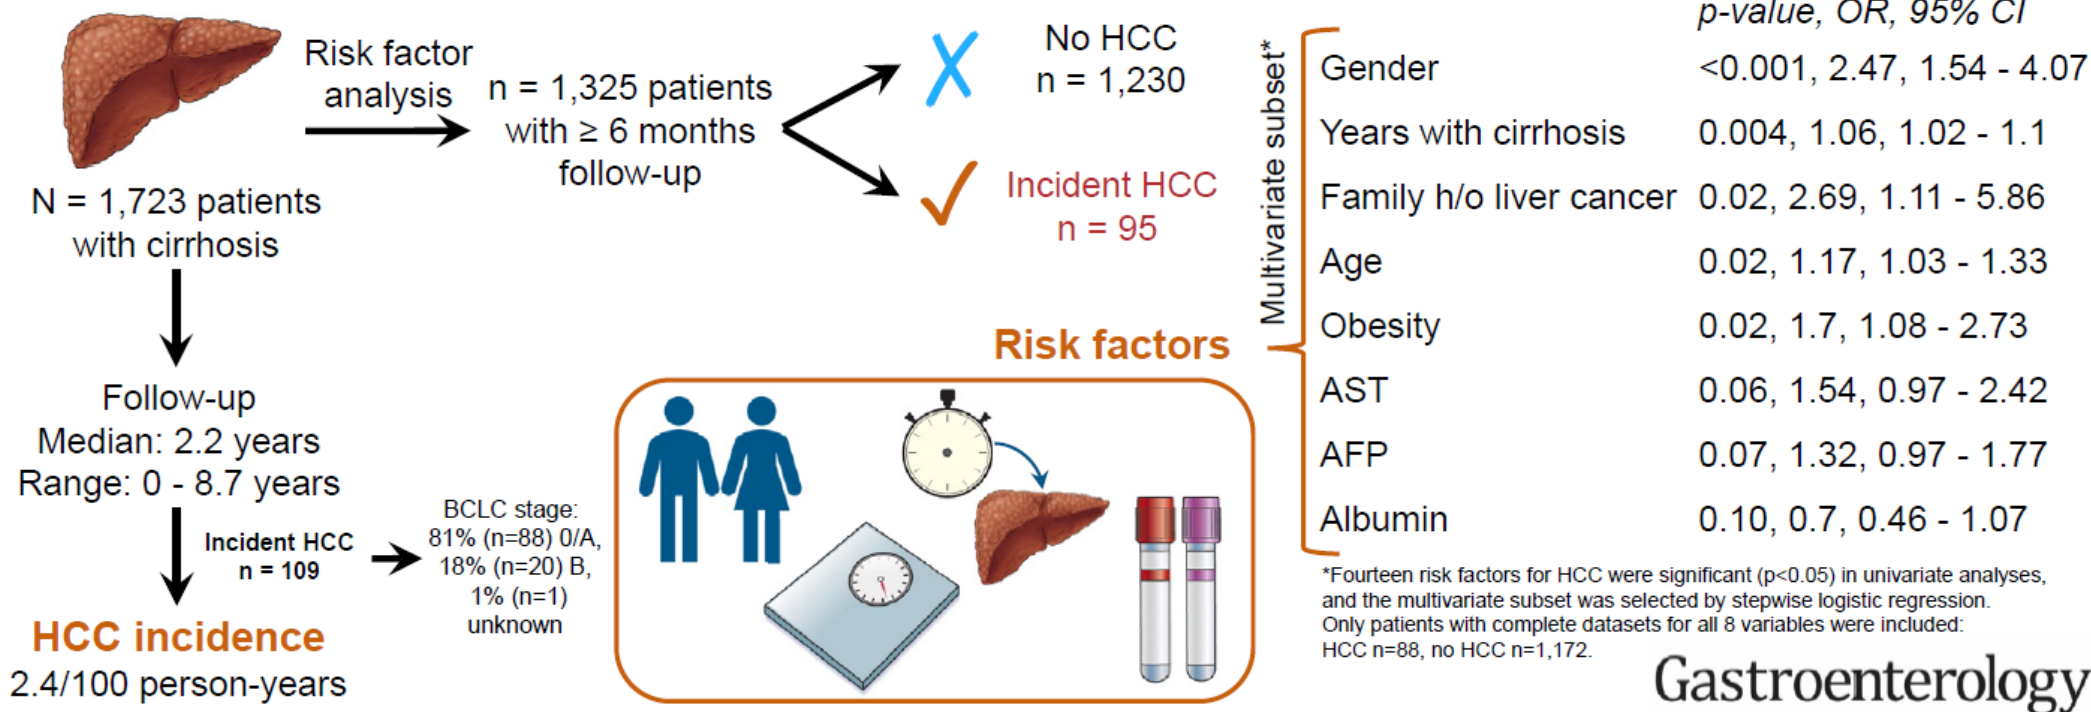 N = 1,723 patients
with cirrhosis
Risk factor
analysis
n = 1,325 patients
with ≥ 6 months
follow-up
No HCC
n = 1,230
Incident HCC
n = 95
Follow-up
Median: 2.2 years
Range: 0 - 8.7 years
Incident HCC
n = 109
BCLC stage:
81% (n=88) 0/A,
18% (n=20) B,
1% (n=1)
unknown
HCC incidence
2.4/100 person-years
Risk factors
Multivariate subset*
p-value, OR, 95% CI
Gender <0.001, 2.47, 1.54 - 4.07
Years with cirrhosis 0.004, 1.06, 1.02 - 1.1
Family h/o liver cancer 0.02, 2.69, 1.11 - 5.86
Age 0.02, 1.17, 1.03 - 1.33
Obesity 0.02, 1.7, 1.08 - 2.73
AST 0.06, 1.54, 0.97 - 2.42
AFP 0.07, 1.32, 0.97 - 1.77
Albumin 0.10, 0.7, 0.46 - 1.07
*Fourteen risk factors for HCC were significant (p<0.05) in univariate analyses,
and the multivariate subset was selected by stepwise logistic regression.
Only patients with complete datasets for all 8 variables were included:
HCC n=88, no HCC n=1,172.
Gastroenterology